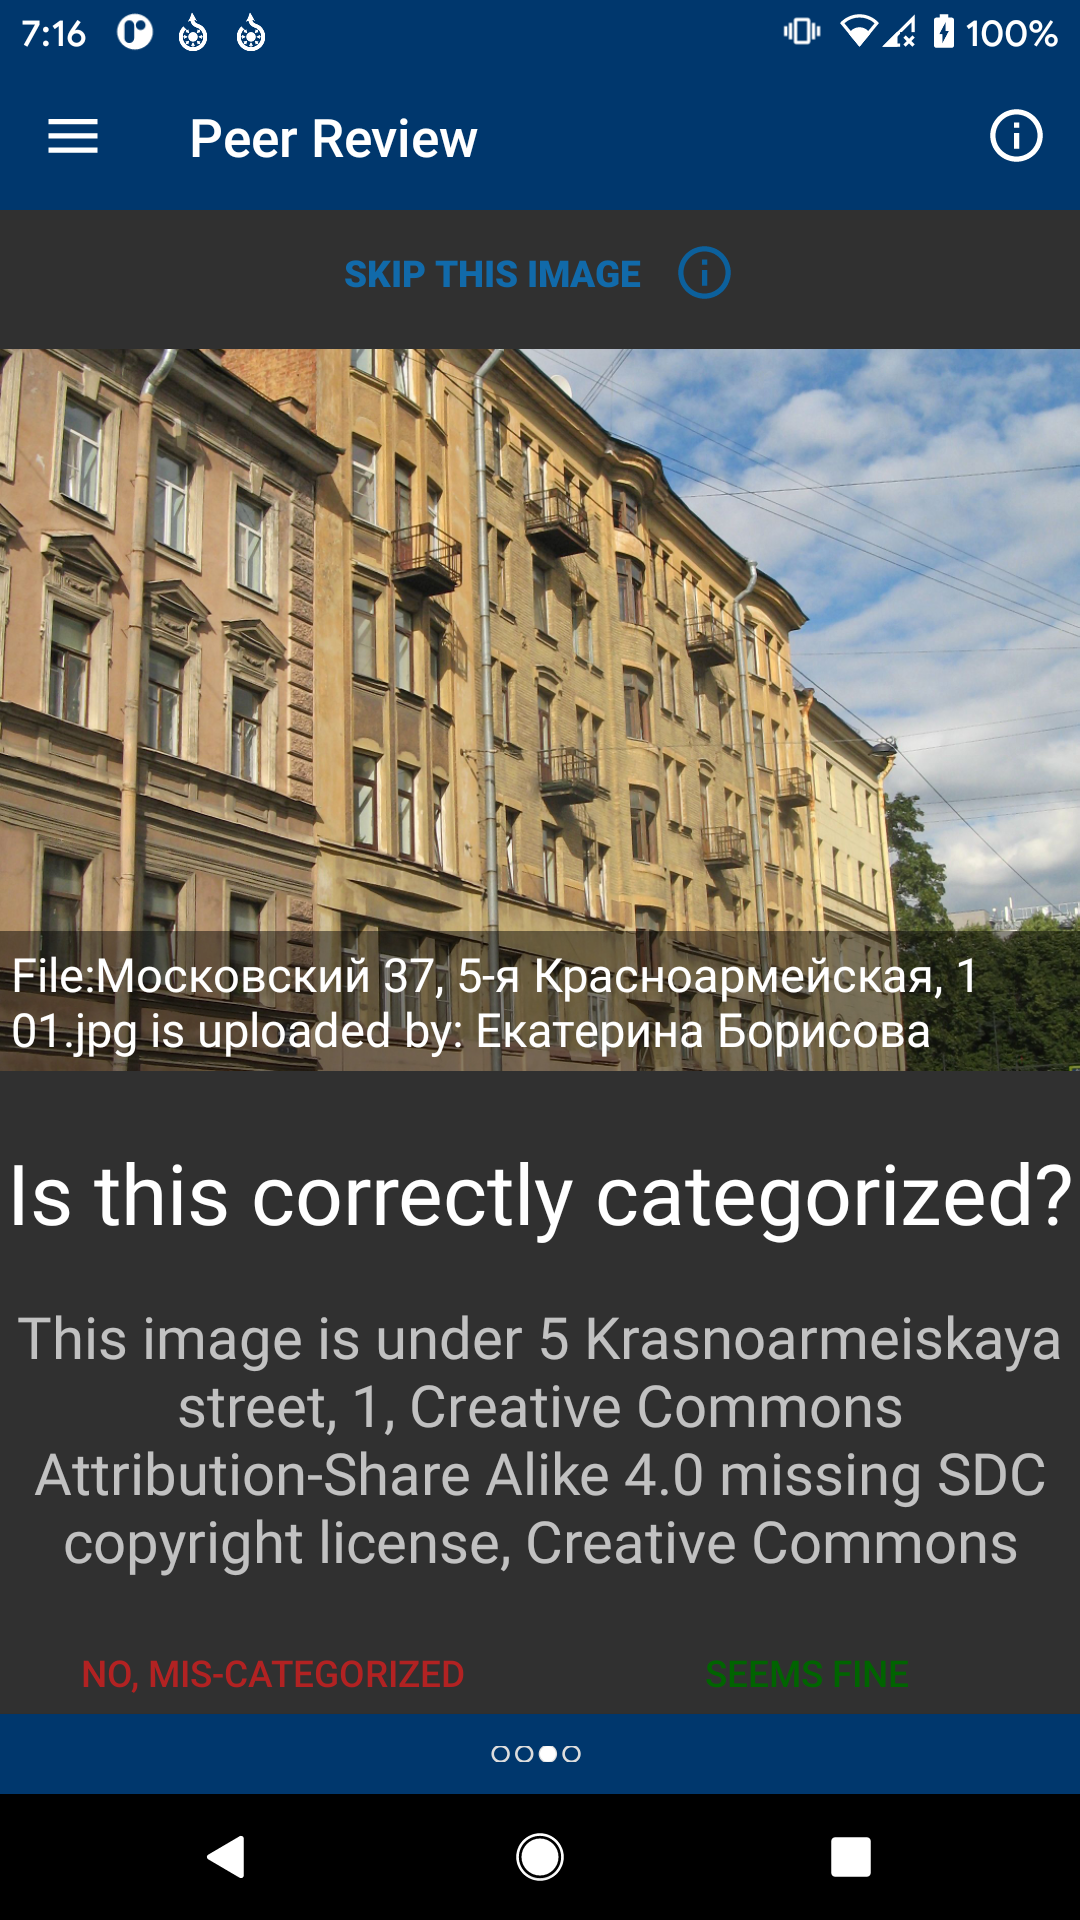 7:16
100%
Peer Review
SKIP THIS IMAGE
File:Московский 37, 5-я Красноармейская, 1
01.jpg is uploaded by: Екатерина Борисова
Is this correctly categorized?
This image is under 5 Krasnoarmeiskaya
street, 1, Creative Commons
Attribution-Share Alike 4.0 missing SDC
copyright license, Creative Commons
NO, MIS-CATEGORIZED
SEEMS FINE